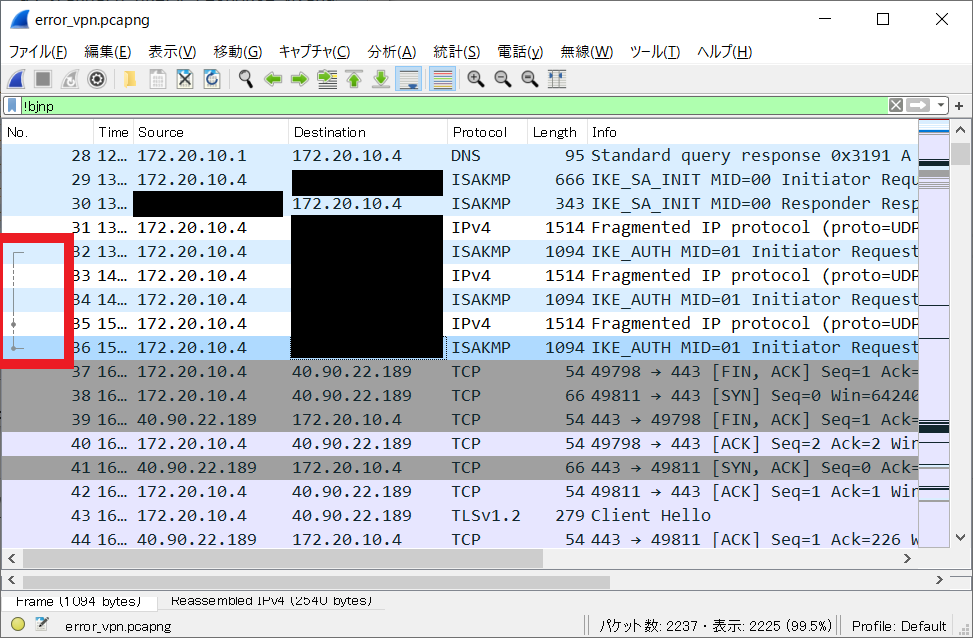 error_vpn.pcapng
ファイル(F) 編集(E) 表示(V) 移動(G) キャプチャ(C) 分析(A) 統計(S) 電話(y) 無線(W) ツール(T) ヘルプ(H)
!bjnp
No. Time Source Destination Protocol Length Info
28 12… 172.20.10.1 172.20.10.4 DNS 95 Standard query response 0x3191 A
29 13… 172.20.10.4 ISAKMP 666 IKE_SA_INIT MID=00 Initiator Requ
30 13… 172.20.10.4 ISAKMP 343 IKE_SA_INIT MID=00 Responder Resp
31 13… 172.20.10.4 IPv4 1514 Fragmented IP protocol (proto=UDP
32 13… 172.20.10.4 ISAKMP 1094 IKE_AUTH MID=01 Initiator Request
33 14… 172.20.10.4 IPv4 1514 Fragmented IP protocol (proto=UDP
34 14… 172.20.10.4 ISAKMP 1094 IKE_AUTH MID=01 Initiator Request
35 15… 172.20.10.4 IPv4 1514 Fragmented IP protocol (proto=UDP
36 15… 172.20.10.4 ISAKMP 1094 IKE_AUTH MID=01 Initiator Request
37 16… 172.20.10.4 40.90.22.189 TCP 54 49798 → 443 [FIN, ACK] Seq=1 Ack=
38 16… 172.20.10.4 40.90.22.189 TCP 66 49811 → 443 [SYN] Seq=0 Win=64240
39 16… 40.90.22.189 172.20.10.4 TCP 54 443 → 49798 [FIN, ACK] Seq=1 Ack=
40 16… 172.20.10.4 40.90.22.189 TCP 54 49798 → 443 [ACK] Seq=2 Ack=2 Win
41 16… 40.90.22.189 172.20.10.4 TCP 66 443 → 49811 [SYN, ACK] Seq=0 Ack=
42 16… 172.20.10.4 40.90.22.189 TCP 54 49811 → 443 [ACK] Seq=1 Ack=1 Win
43 16… 172.20.10.4 40.90.22.189 TLSv1.2 279 Client Hello
44 16… 40.90.22.189 172.20.10.4 TCP 54 443 → 49811 [ACK] Seq=1 Ack=226 W
Frame (1094 bytes) Reassembled IPv4 (2540 bytes)
error_vpn.pcapng パケット数: 2237・表示: 2225 (99.5%) Profile: Default